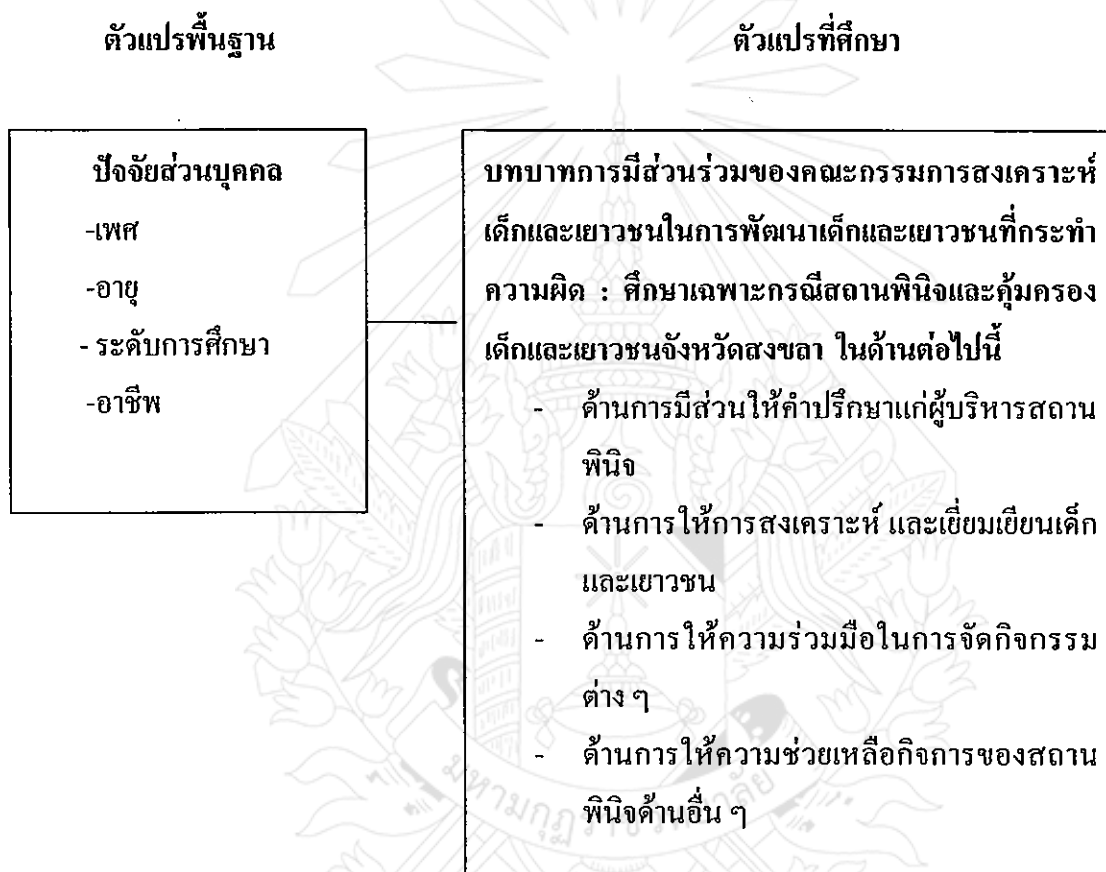 ตัวแปรพื้นฐาน
ตัวแปรที่ศึกษา
ปัจจัยส่วนบุคคล
-เพศ
-อายุ
- ระดับการศึกษา
-อาชีพ
บทบาทการมีส่วนร่วมของคณะกรรมการสงเคราะห์
เด็กและเยาวชนในการพัฒนาเด็กและเยาวชนที่กระทำ
ความผิด : ศึกษาเฉพาะกรณีสถานพินิจและคุ้มครอง
เด็กและเยาวชนจังหวัดสงขลา ในด้านต่อไปนี้
- ด้านการมีส่วนให้คำปรึกษาแก่ผู้บริหารสถาน
พินิจ
- ด้านการให้การสงเคราะห์ และเยี่ยมเยียนเด็ก
และเยาวชน
- ด้านการให้ความร่วมมือในการจัดกิจกรรม
ต่าง ๆ
- ด้านการให้ความช่วยเหลือกิจการของสถาน
พินิจด้านอื่น ๆ